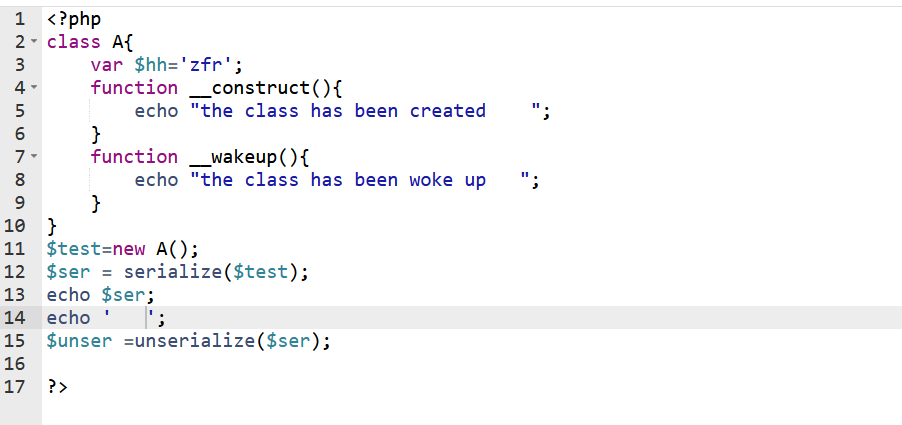 1 <?php
2 class A{
3     var $hh='zfr';
4     function __construct(){
5         echo "the class has been created    ";
6     }
7     function __wakeup(){
8         echo "the class has been woke up   ";
9     }
10 }
11 $test=new A();
12 $ser = serialize($test);
13 echo $ser;
14 echo '   ';
15 $unser =unserialize($ser);
16
17 ?>